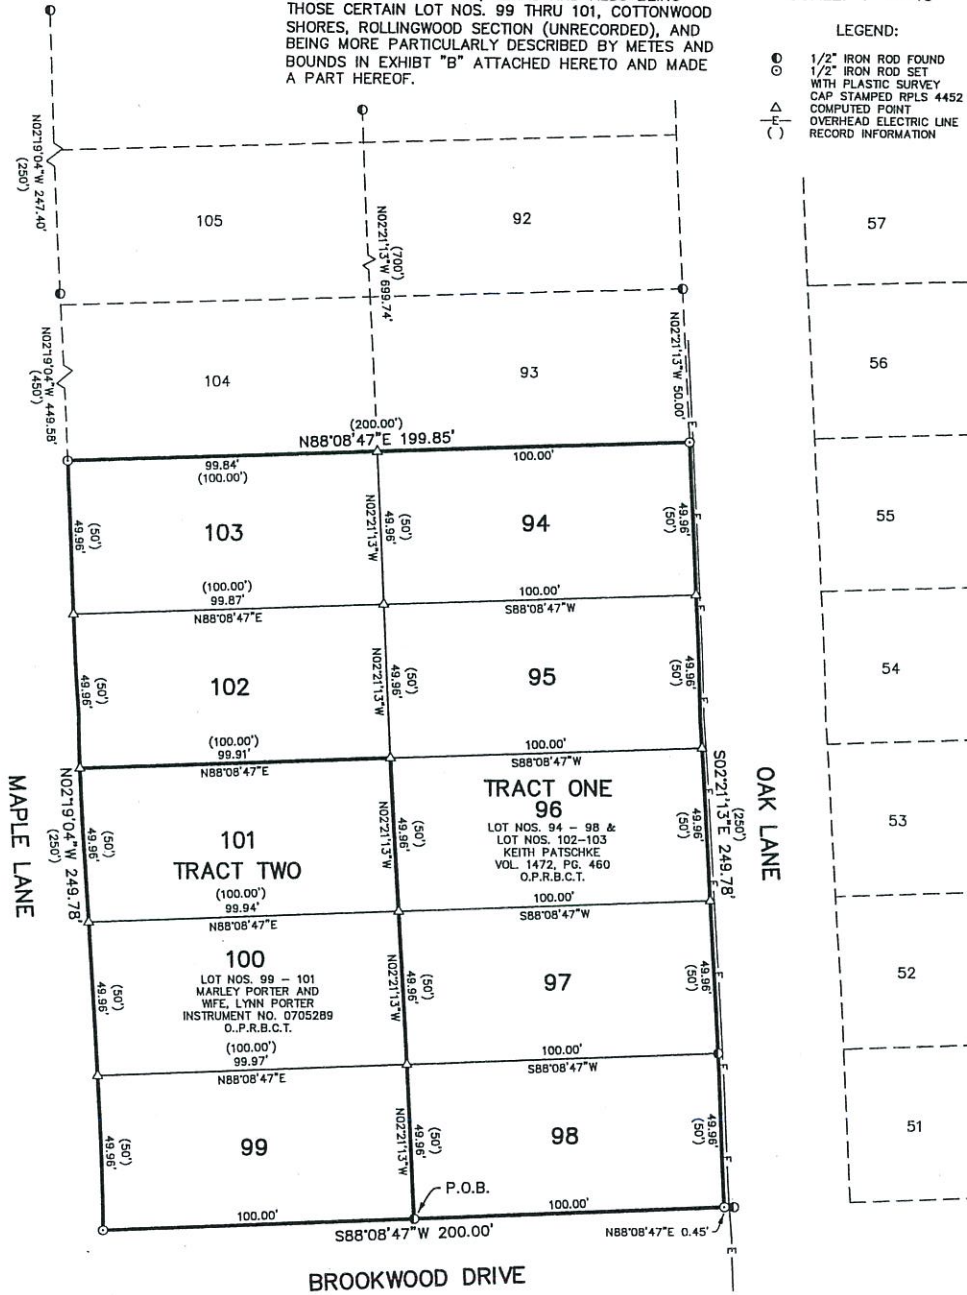 THOSE CERTAIN LOT NOS. 99 THRU 101, COTTONWOOD
SHORES, ROLLINGWOOD SECTION (UNRECORDED), AND
BEING MORE PARTICULARLY DESCRIBED BY METES AND
BOUNDS IN EXHIBT "B" ATTACHED HERETO AND MADE
A PART HEREOF.
LEGEND:
1/2" IRON ROD FOUND
1/2" IRON ROD SET
WITH PLASTIC SURVEY
CAP STAMPED RPLS 4452
COMPUTED POINT
—E— OVERHEAD ELECTRIC LINE
( ) RECORD INFORMATION
N02°19'04"W 247.40'
(250')
105
N02°21'13"W 699.74'
(700')
92
57
N02°19'04"W 449.58'
(450')
104
93
N02°21'13"W 50.00'
E
56
(200.00')
N88°08'47"E 199.85'
99.84'
(100.00')
100.00'
(50')
49.96'
103
N02°21'13"W
(50')
49.96'
94
49.96'
(50')
E
55
(100.00')
99.87'
N88°08'47"E
100.00'
S88°08'47"W
E
(50')
49.96'
102
N02°21'13"W
(50')
49.96'
95
49.96'
(50')
E
54
(100.00')
99.91'
N88°08'47"E
100.00'
S88°08'47"W
MAPLE LANE
N02°19'04"W 249.78'
(250')
(50')
49.96'
101
TRACT TWO
N02°21'13"W
(50')
49.96'
TRACT ONE
96
LOT NOS. 94 - 98 &
LOT NOS. 102-103
KEITH PATSCHKE
VOL. 1472, PG. 460
O.P.R.B.C.T.
49.96'
(50')
E
S02°21'13"E 249.78'
(250')
OAK LANE
53
(100.00')
99.94'
N88°08'47"E
100.00'
S88°08'47"W
E
(50')
49.96'
100
LOT NOS. 99 - 101
MARLEY PORTER AND
WIFE, LYNN PORTER
INSTRUMENT NO. 0705289
O..P.R.B.C.T.
N02°21'13"W
(50')
49.96'
97
49.96'
(50')
E
52
(100.00')
99.97'
N88°08'47"E
100.00'
S88°08'47"W
E
(50')
49.96'
99
N02°21'13"W
(50')
49.96'
98
49.96'
(50')
E
51
P.O.B.
100.00'
100.00'
S88°08'47"W 200.00'
N88°08'47"E 0.45'
E
BROOKWOOD DRIVE